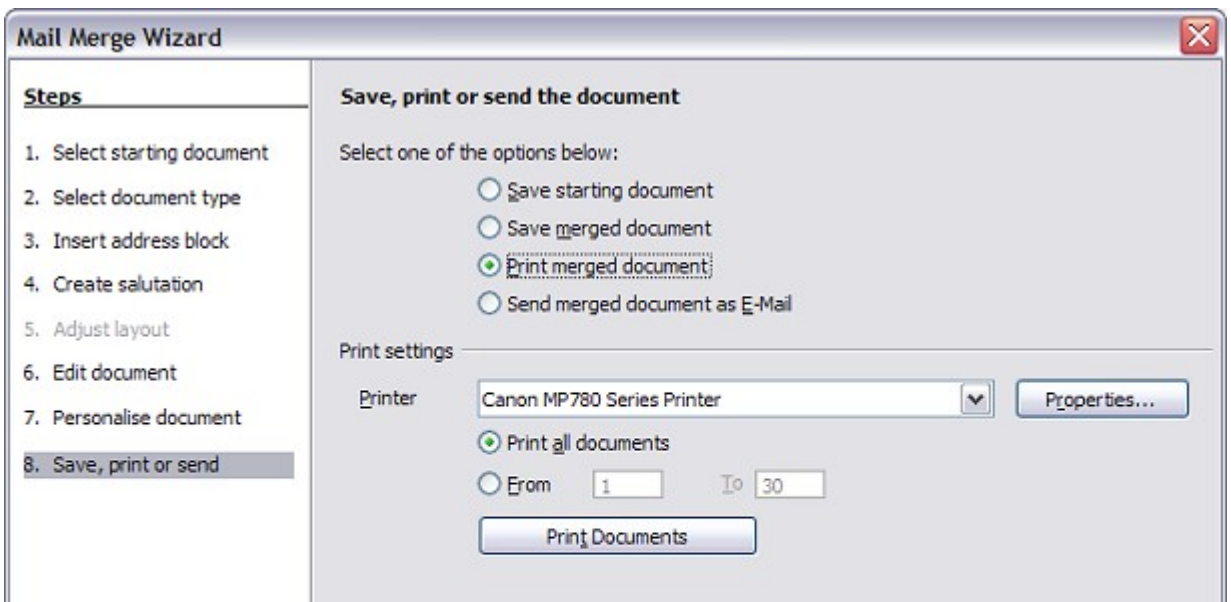 Mail Merge Wizard
Steps
1. Select starting document
2. Select document type
3. Insert address block
4. Create salutation
5. Adjust layout
6. Edit document
7. Personalise document
8. Save, print or send
Save, print or send the document
Select one of the options below:
Save starting document
Save merged document
Print merged document
Send merged document as E-Mail
Print settings
Printer Canon MP780 Series Printer Properties...
Print all documents
From 1 To 30
Print Documents